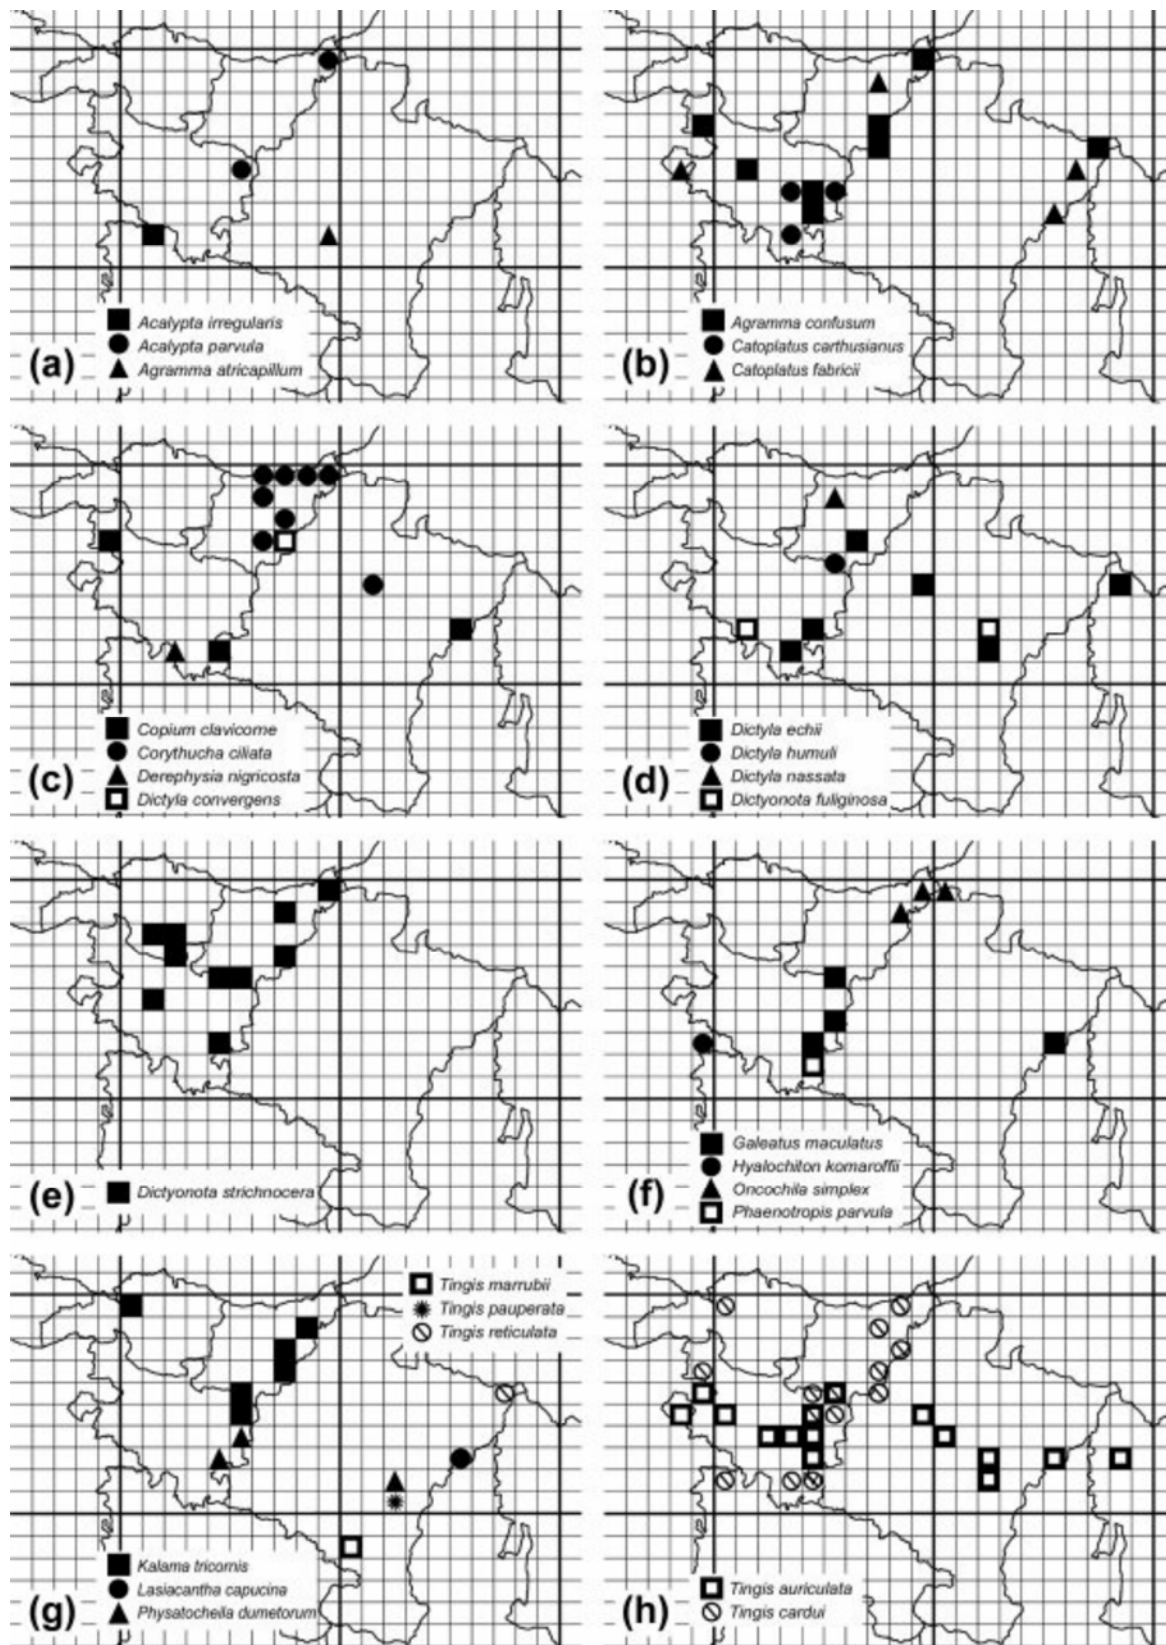 Acalypta irregularis
Acalypta parvula
Agramma atricapillum
(a)
Agramma confusum
Catoplatus carthusianus
Catoplatus fabricii
(b)
Copium clavicorne
Corythucha ciliata
Derephysia nigricosta
Dictyla convergens
(c)
Dictyla echii
Dictyla humuli
Dictyla nassata
Dictyonota fuliginosa
(d)
Dictyonota strichnocera
(e)
Galeatus maculatus
Hyalochiton komaroffii
Oncochila simplex
Phaenotropis parvula
(f)
Tingis marrubii
Tingis pauperata
Tingis reticulata
Kalama tricornis
Lasiacantha capucina
Physatocheila dumetorum
(g)
Tingis auriculata
Tingis cardui
(h)